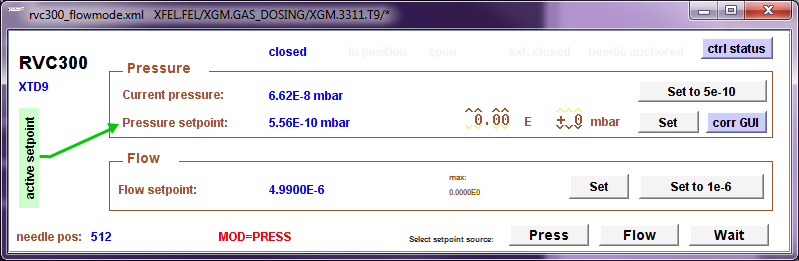 rvc300_flowmode.xml XFEL.FEL/XGM.GAS_DOSING/XGM.3311.T9/*
closed in position open ext. closed needle anchored ctrl status
RVC300
XTD9
Pressure
Current pressure: 6.62E-8 mbar Set to 5e-10
Pressure setpoint: 5.56E-10 mbar 0.00 E +0 mbar Set corr GUI
active setpoint
Flow
max:
Flow setpoint: 4.9900E-6 0.0000E0 Set Set to 1e-6
needle pos: 512 MOD=PRESS Select setpoint source: Press Flow Wait